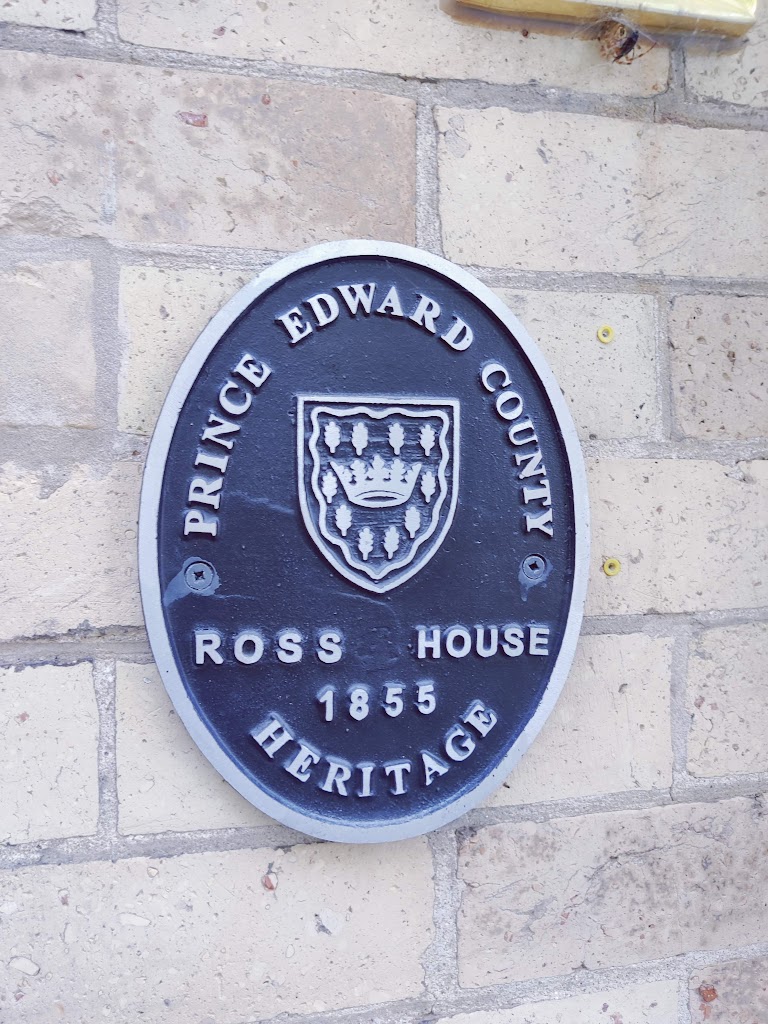 PRINCE EDWARD COUNTY
ROSS HOUSE
1855
HERITAGE